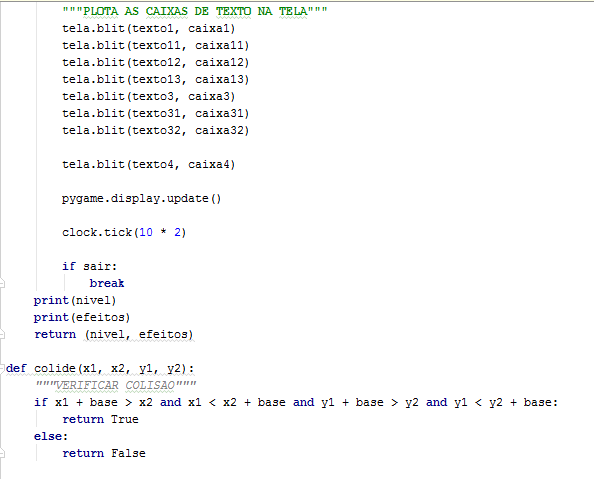 """PLOTA AS CAIXAS DE TEXTO NA TELA"""
tela.blit(texto1, caixa1)
tela.blit(texto11, caixa11)
tela.blit(texto12, caixa12)
tela.blit(texto13, caixa13)
tela.blit(texto3, caixa3)
tela.blit(texto31, caixa31)
tela.blit(texto32, caixa32)
tela.blit(texto4, caixa4)
pygame.display.update()
clock.tick(10 * 2)
if sair:
break
print(nivel)
print(efeitos)
return (nivel, efeitos)
def colide(x1, x2, y1, y2):
"""VERIFICAR COLISAO"""
if x1 + base > x2 and x1 < x2 + base and y1 + base > y2 and y1 < y2 + base:
return True
else:
return False